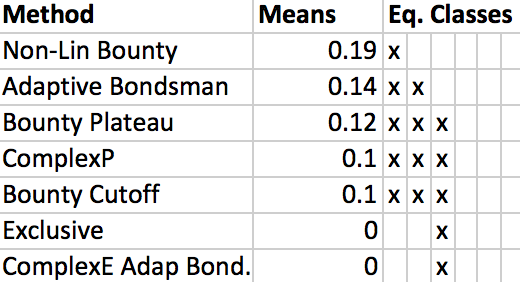 Method Means Eq. Classes
Non-Lin Bounty 0.19 x
Adaptive Bondsman 0.14 x x
Bounty Plateau 0.12 x x x
ComplexP 0.1 x x x
Bounty Cutoff 0.1 x x x
Exclusive 0 x
ComplexE Adap Bond. 0 x